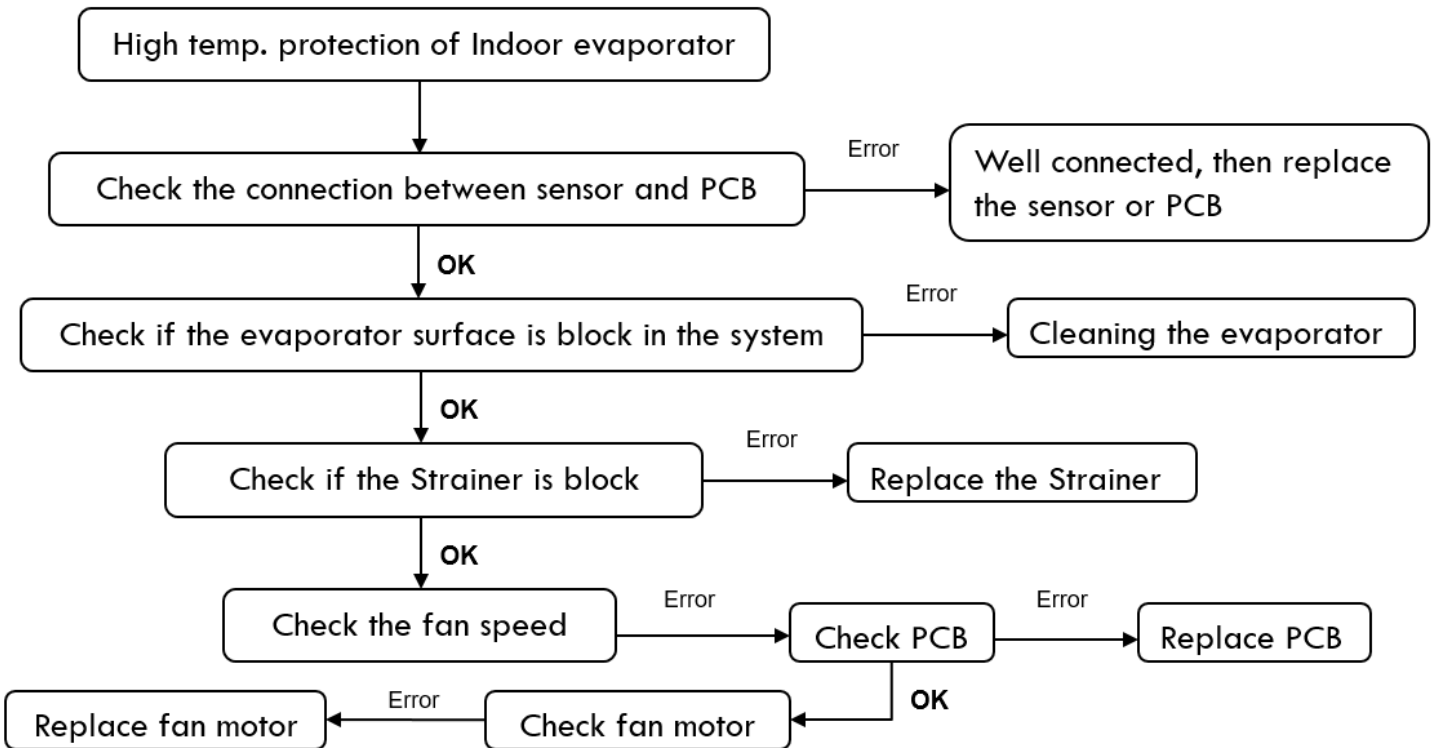 High temp. protection of Indoor evaporator
Check the connection between sensor and PCB
Error
Well connected, then replace
the sensor or PCB
OK
Check if the evaporator surface is block in the system
Error
Cleaning the evaporator
OK
Check if the Strainer is block
Error
Replace the Strainer
OK
Check the fan speed
Error
Check PCB
Error
Replace PCB
OK
Check fan motor
Error
Replace fan motor